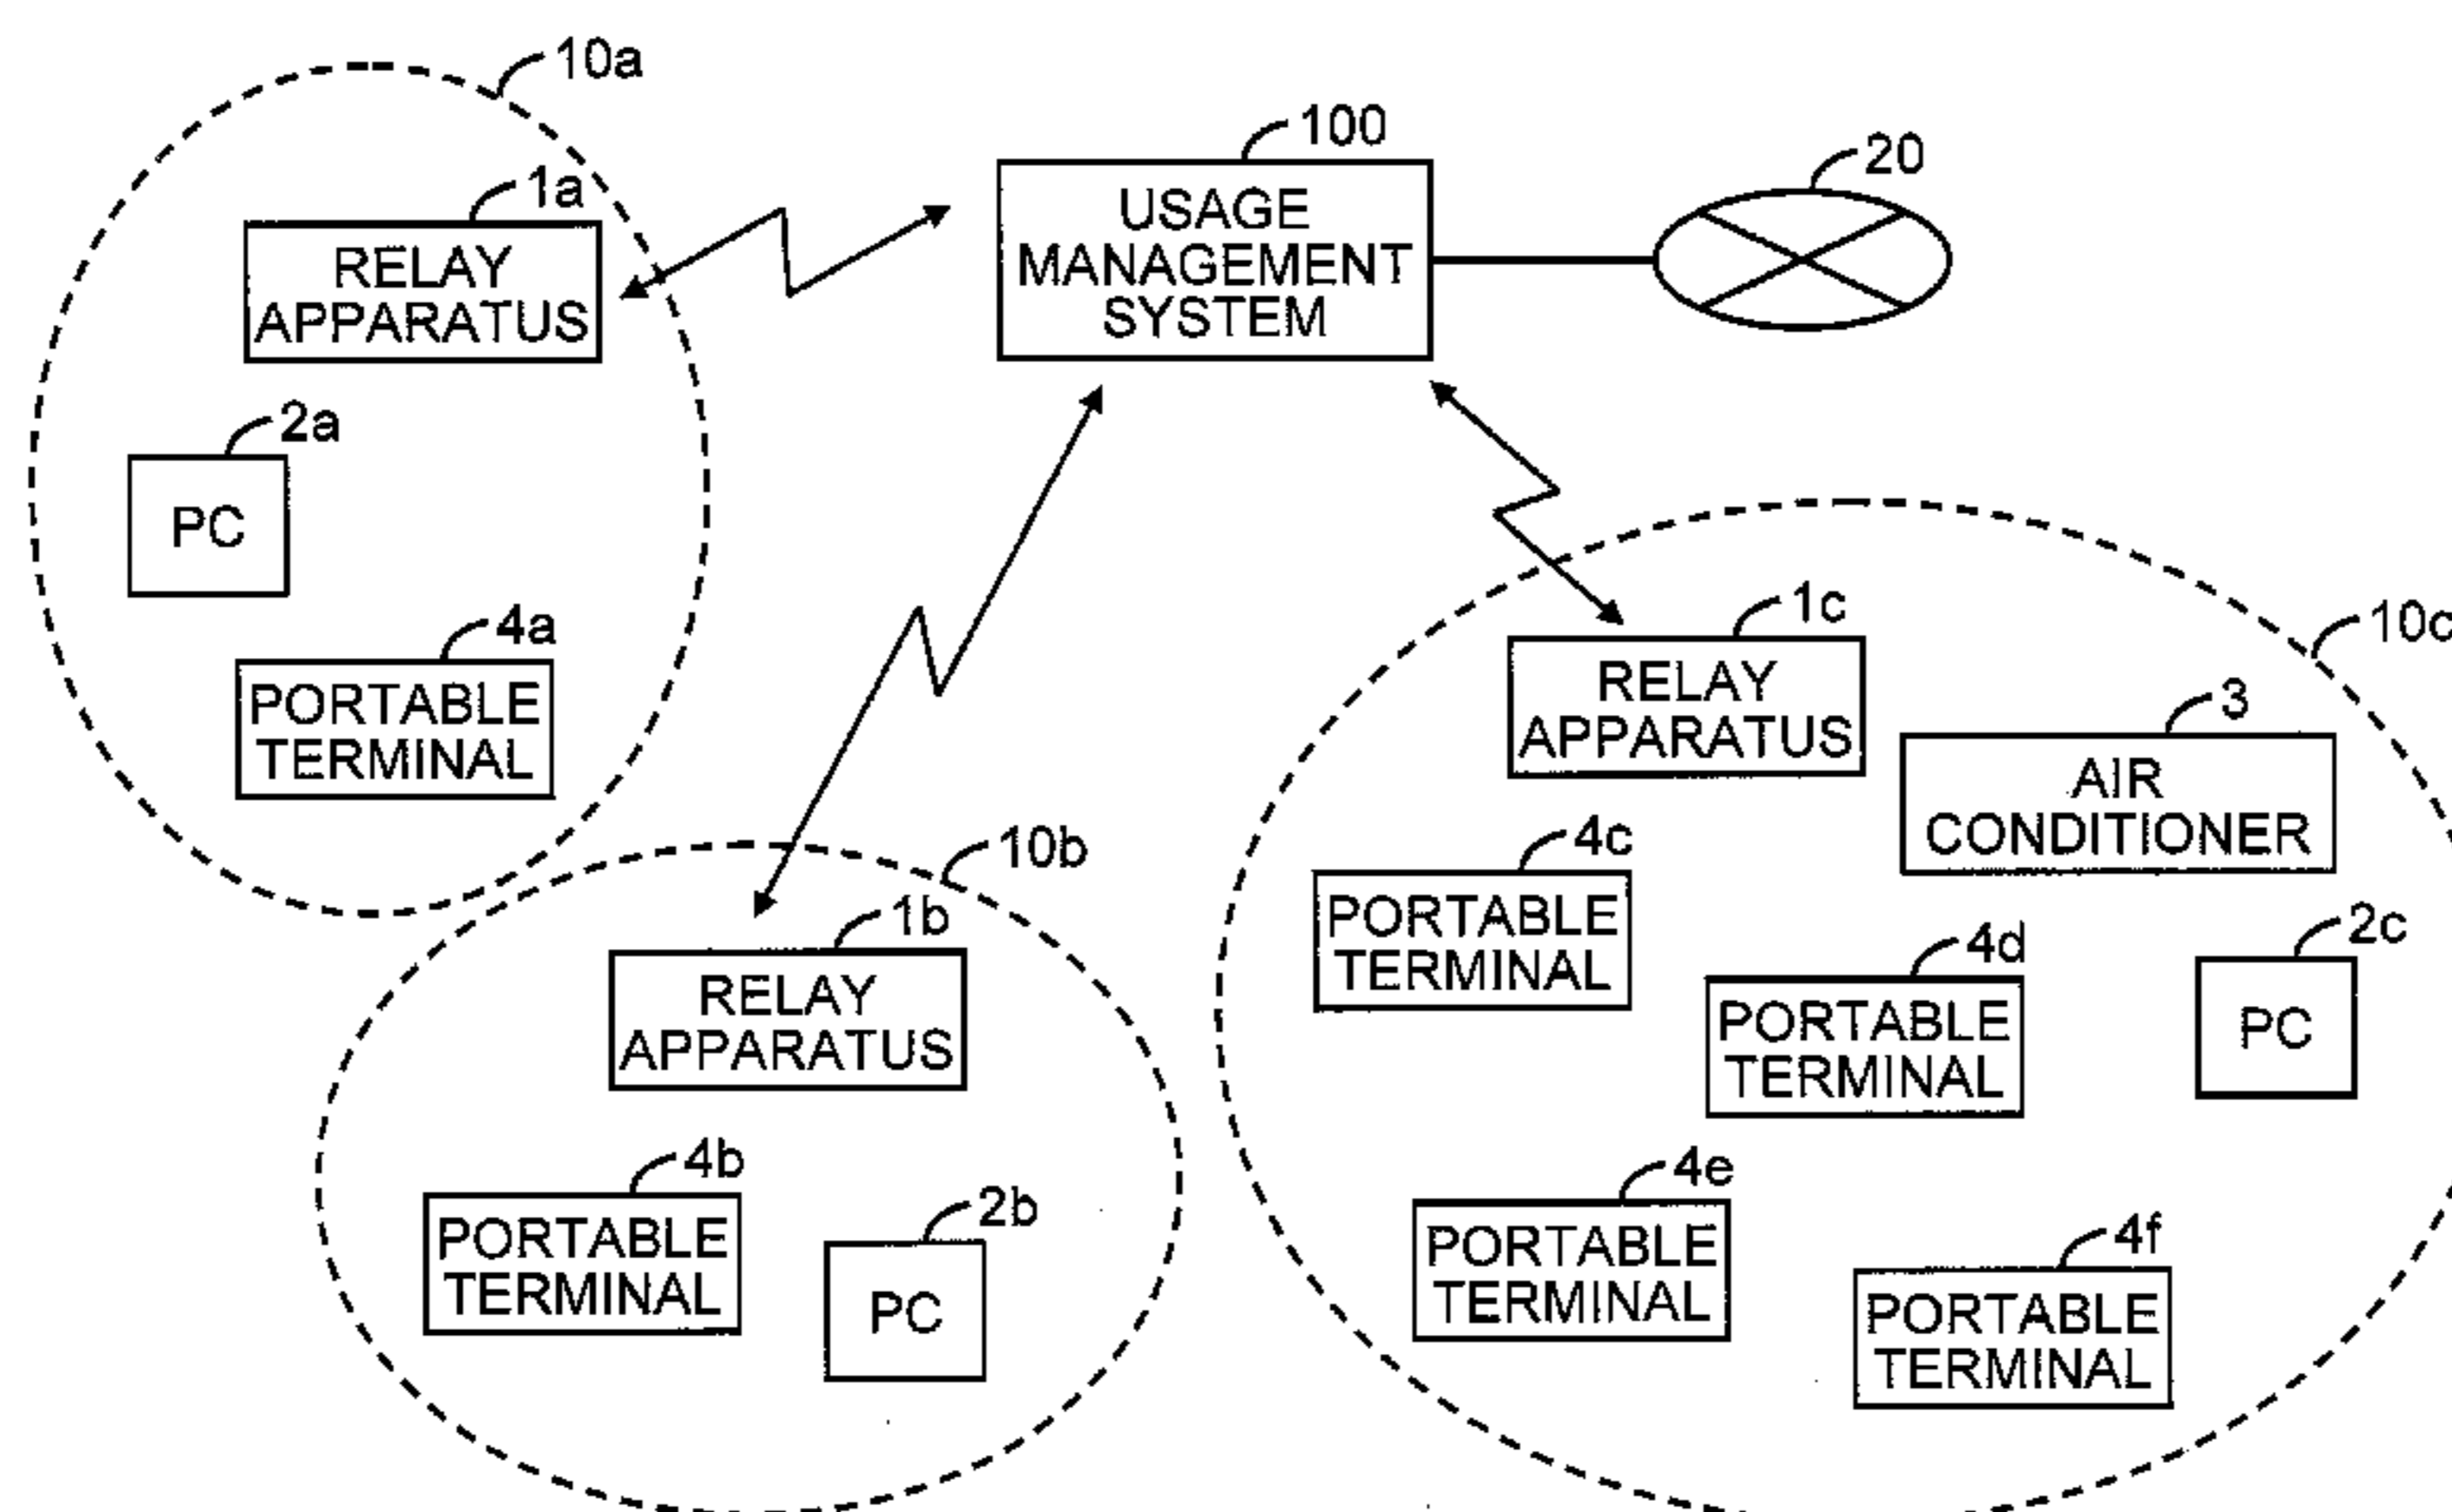 10a
100
20
1a
USAGE
MANAGEMENT
SYSTEM
RELAY
APPARATUS
2a
PC
4a
PORTABLE
TERMINAL
1c
10c
RELAY
APPARATUS
3
AIR
CONDITIONER
10b
4c
PORTABLE
TERMINAL
1b
RELAY
APPARATUS
4d
PORTABLE
TERMINAL
2c
PC
4b
PORTABLE
TERMINAL
2b
PC
4e
PORTABLE
TERMINAL
4f
PORTABLE
TERMINAL